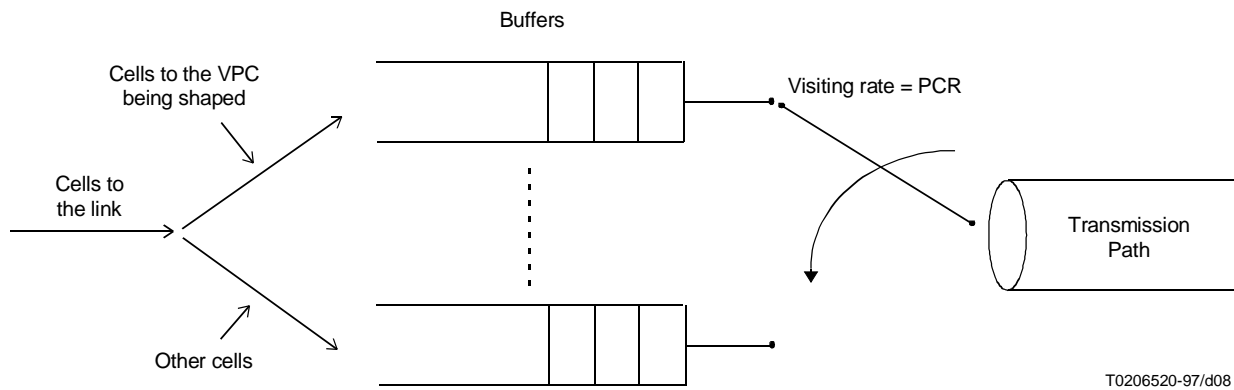 Buffers
Cells to the VPC
being shaped
Visiting rate = PCR
Cells to
the link
Transmission
Path
Other cells
T0206520-97/d08